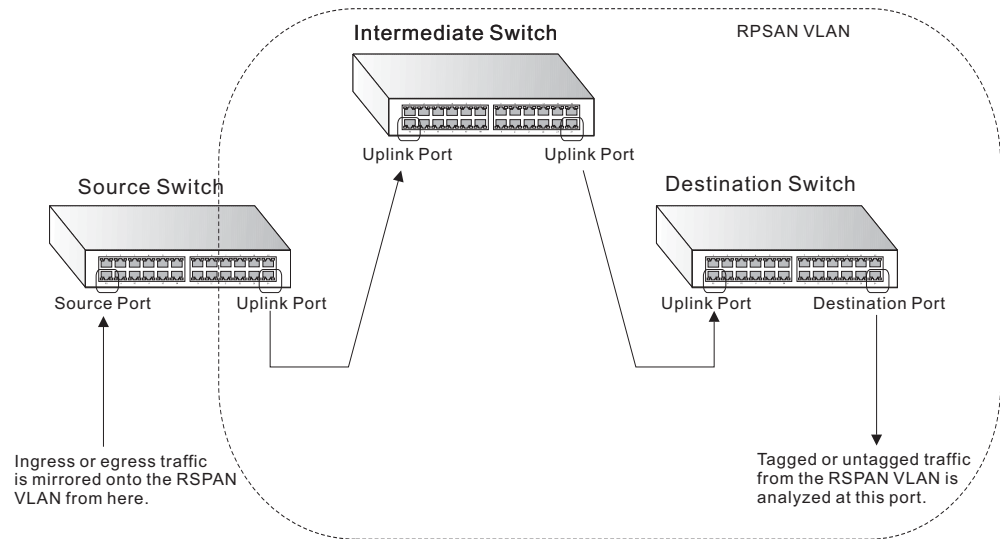 RPSAN VLAN
Intermediate Switch
Uplink Port
Uplink Port
Source Switch
Destination Switch
Source Port
Uplink Port
Uplink Port
Destination Port
Ingress or egress traffic
is mirrored onto the RSPAN
VLAN from here.
Tagged or untagged traffic
from the RSPAN VLAN is
analyzed at this port.